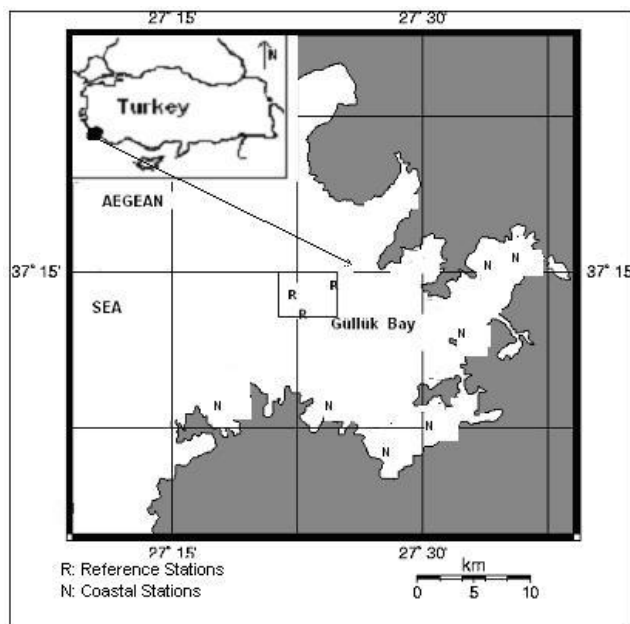 27° 15' 27° 30'
N
Turkey
AEGEAN
37° 15' 37° 15'
N N
R R
SEA R Güllük Bay N
N N N
N
27° 15' 27° 30'
R: Reference Stations km
N: Coastal Stations 0 5 10